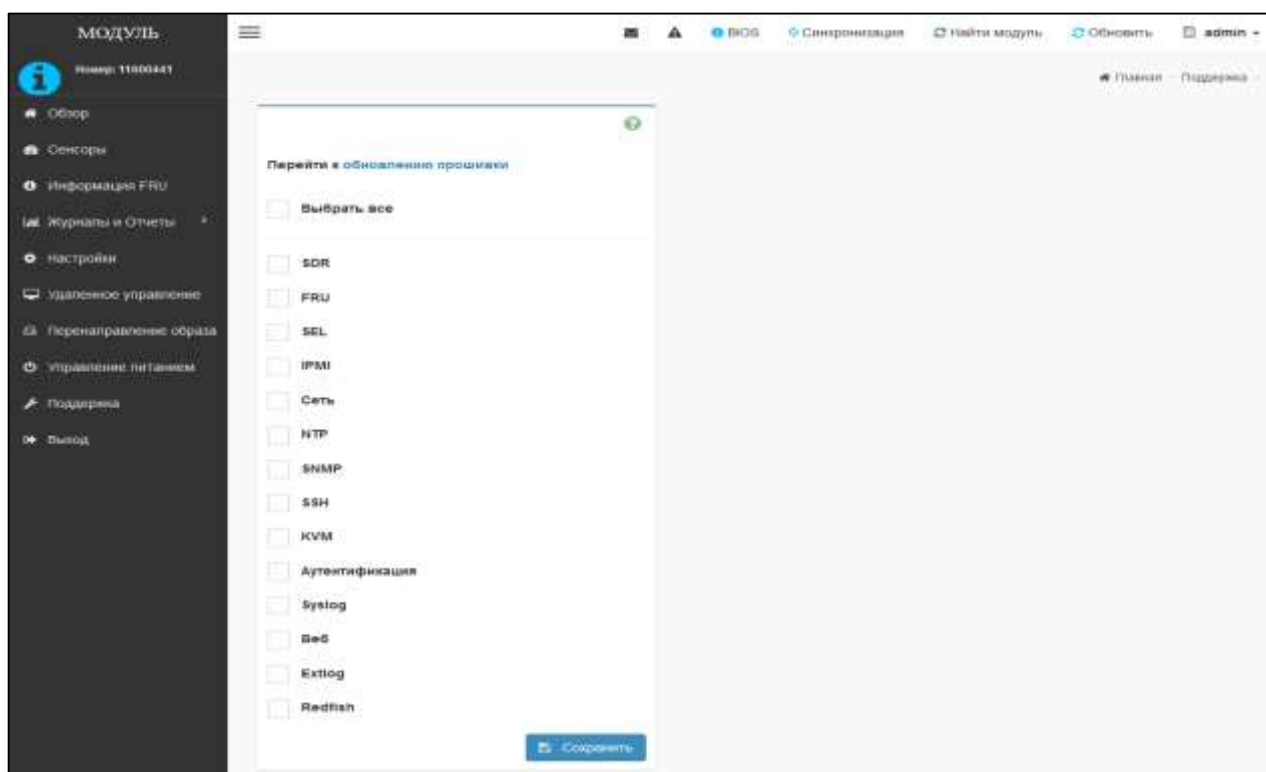 МОДУЛЬ
BIOS
Синхронизация
Найти модуль
Обновить
admin
Номер: 11600441
Главная
Поддержка
Обзор
Сенсоры
Информация FRU
Журналы и Отчеты
Настройки
Удаленное управление
Перенаправление образа
Управление питанием
Поддержка
Выход
Перейти к обновлению прошивки
Выбрать все
SDR
FRU
SEL
IPMI
Сеть
NTP
SNMP
SSH
KVM
Аутентификация
Syslog
Веб
Extlog
Redfish
Сохранить